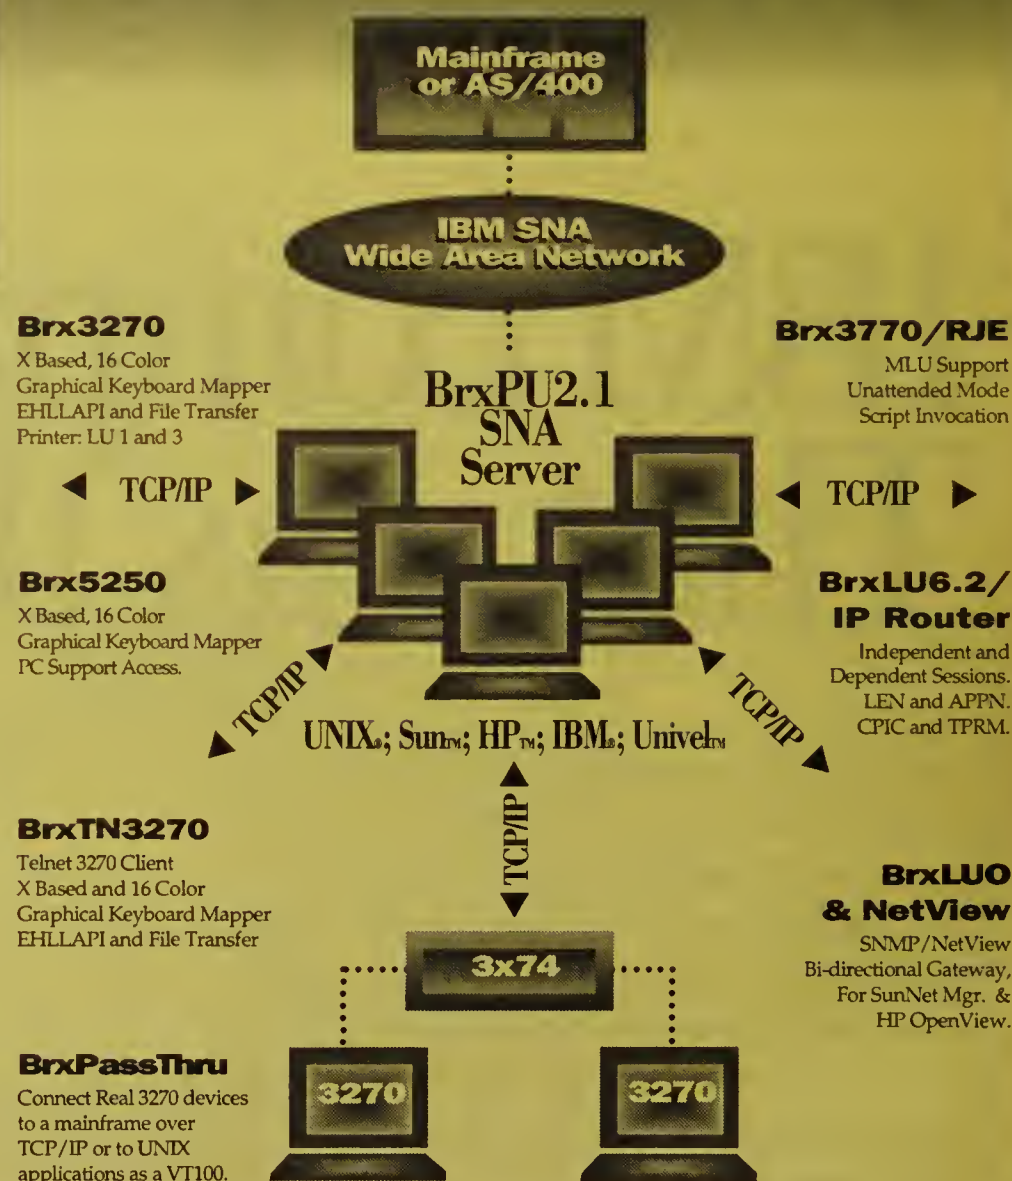 Mainframe
or AS/400
IBM SNA
Wide Area Network
Brx3270
X Based, 16 Color
Graphical Keyboard Mapper
EHLLAPI and File Transfer
Printer: LU 1 and 3
BrxPU2.1
SNA
Server
Brx3770/RJE
MLU Support
Unattended Mode
Script Invocation
TCP/IP
TCP/IP
Brx5250
X Based, 16 Color
Graphical Keyboard Mapper
PC Support Access.
BrxLU6.2/
IP Router
Independent and
Dependent Sessions.
LEN and APPN.
CPIC and TPRM.
TCP/IP
TCP/IP
UNIX®; Sun™; HP™; IBM®; Univel™
TCP/IP
BrxTN3270
Telnet 3270 Client
X Based and 16 Color
Graphical Keyboard Mapper
EHLLAPI and File Transfer
BrxLUO
& NetView
SNMP/NetView
Bi-directional Gateway,
For SunNet Mgr. &
HP OpenView.
3x74
BrxPassThru
Connect Real 3270 devices
to a mainframe over
TCP/IP or to UNIX
applications as a VT100.
3270
3270